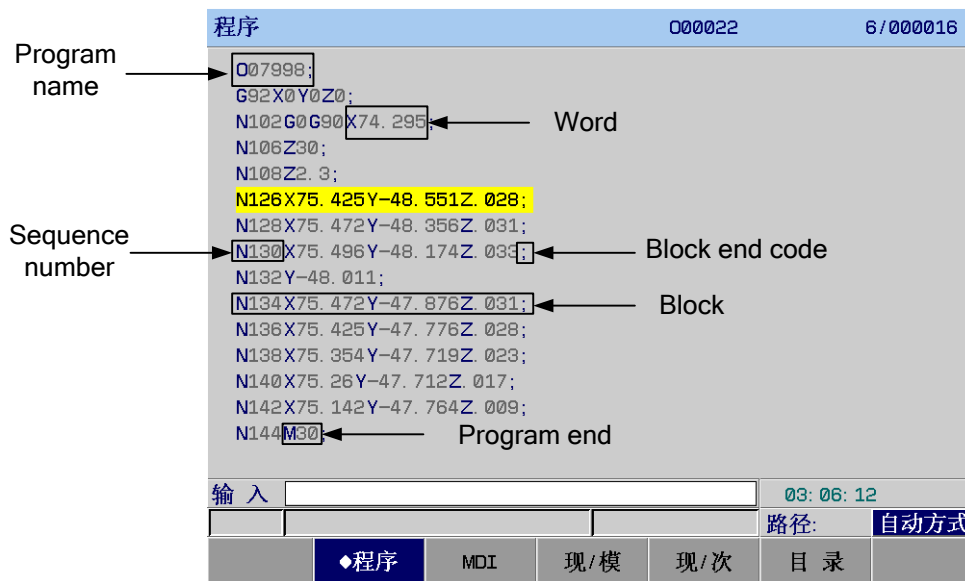 程序 O00022 6/000016
Program name
O07998;
G92X0Y0Z0;
N102G0G90X74.295;
Word
N106Z30;
N108Z2.3;
N126X75.425Y-48.551Z.028;
N128X75.472Y-48.356Z.031;
Sequence number
N130X75.496Y-48.174Z.033;
Block end code
N132Y-48.011;
N134X75.472Y-47.876Z.031;
Block
N136X75.425Y-47.776Z.028;
N138X75.354Y-47.719Z.023;
N140X75.26Y-47.712Z.017;
N142X75.142Y-47.764Z.009;
N144M30;
Program end
输 入 03:06:12
路径: 自动方式
◆程序 MDI 现/模 现/次 目 录